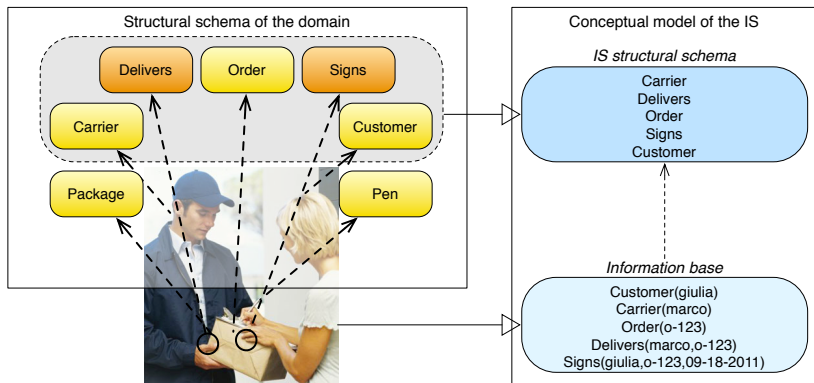 Structural schema of the domain
Delivers
Order
Signs
Carrier
Customer
Package
Pen
Conceptual model of the IS
IS structural schema
Carrier
Delivers
Order
Signs
Customer
Information base
Customer(giulia)
Carrier(marco)
Order(o-123)
Delivers(marco,o-123)
Signs(giulia,o-123,09-18-2011)